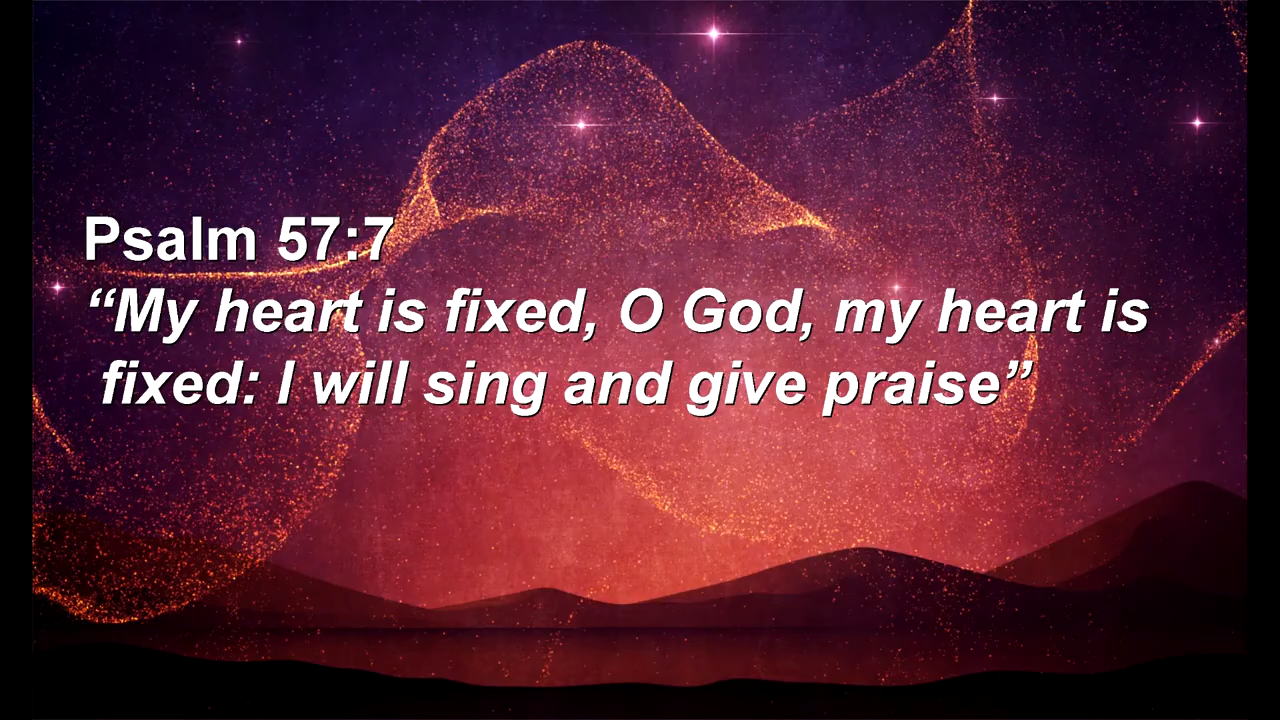 Psalm 57:7
“My heart is fixed, O God, my heart is
fixed: I will sing and give praise”